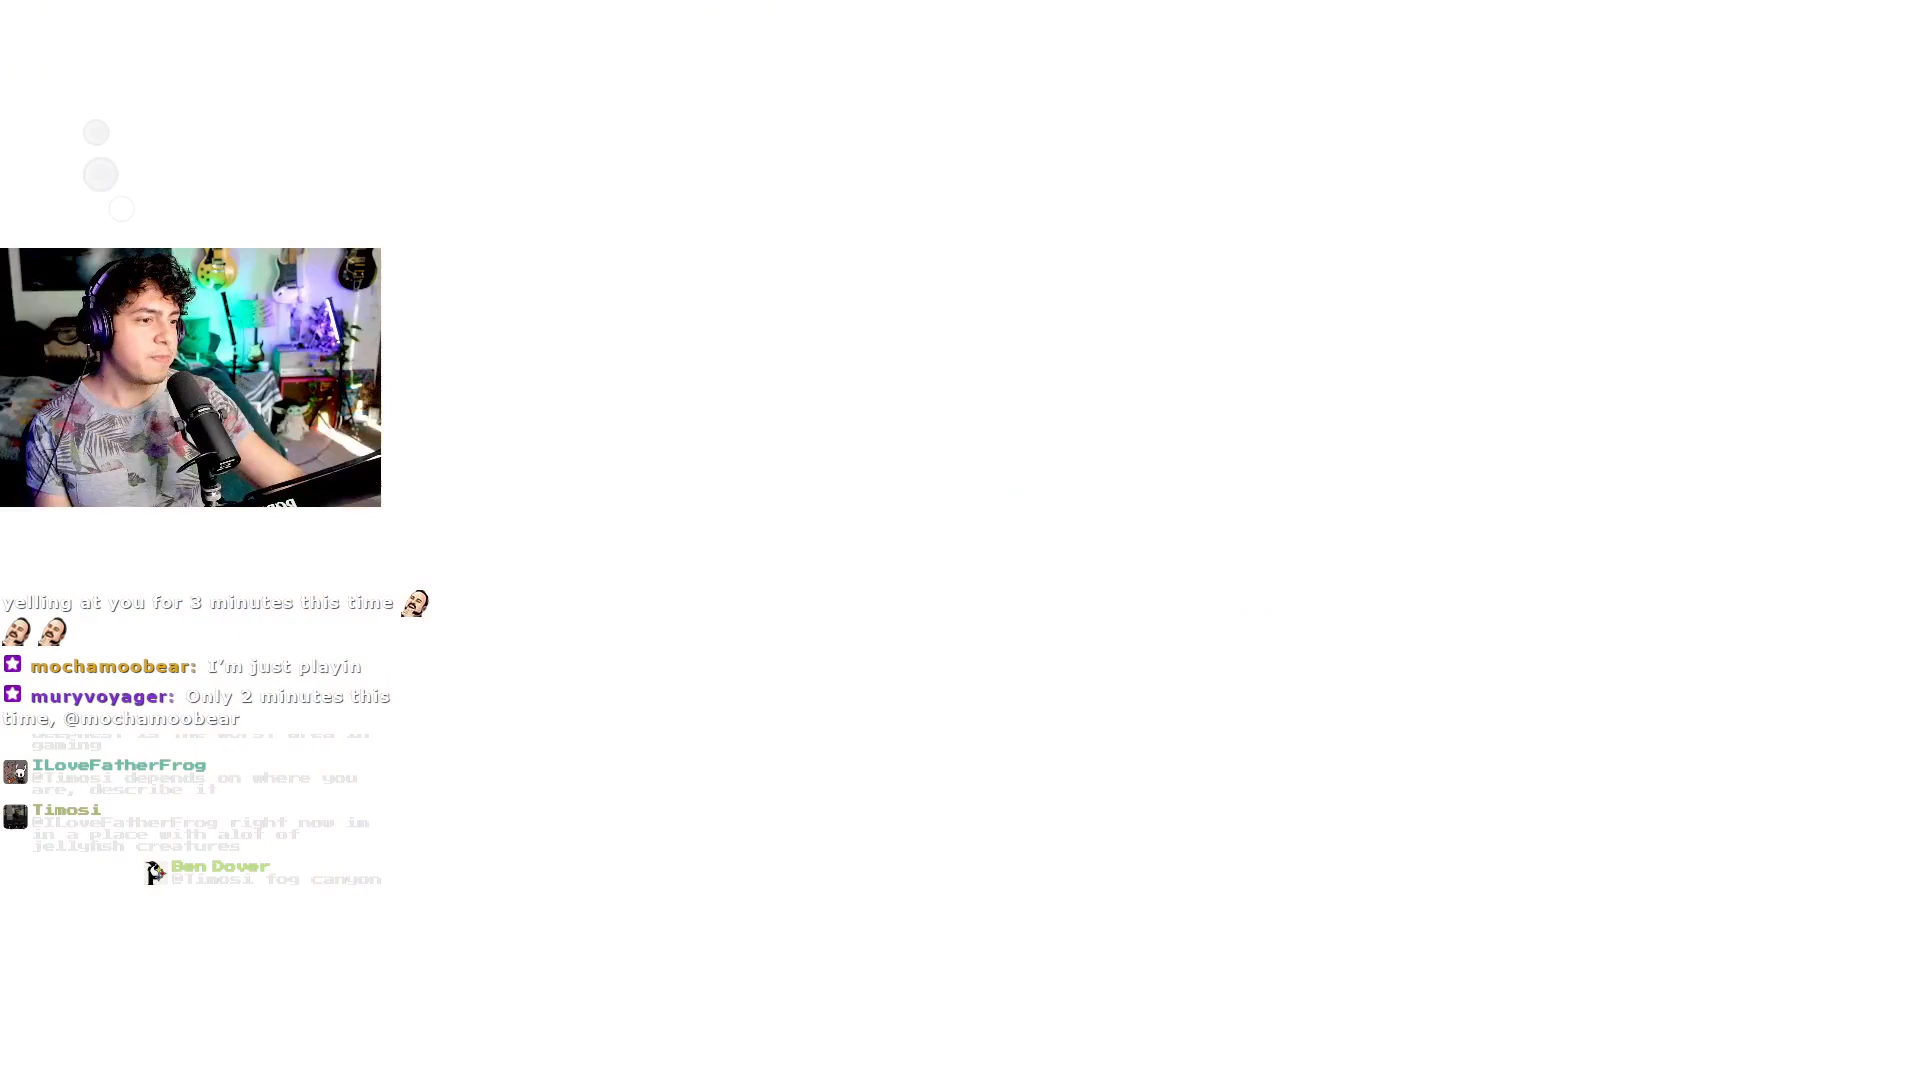 yelling at you for 3 minutes this time
mochamoobear: I'm just playin
muryvoyager: Only 2 minutes this
time, @mochamoobear
gaming
ILoveFatherFrog
@Timosi depends on where you
are, describe it
Timosi
@ILoveFatherFrog right now im
in a place with alot of
jellyfish creatures
Ben Dover
@Timosi fog canyon